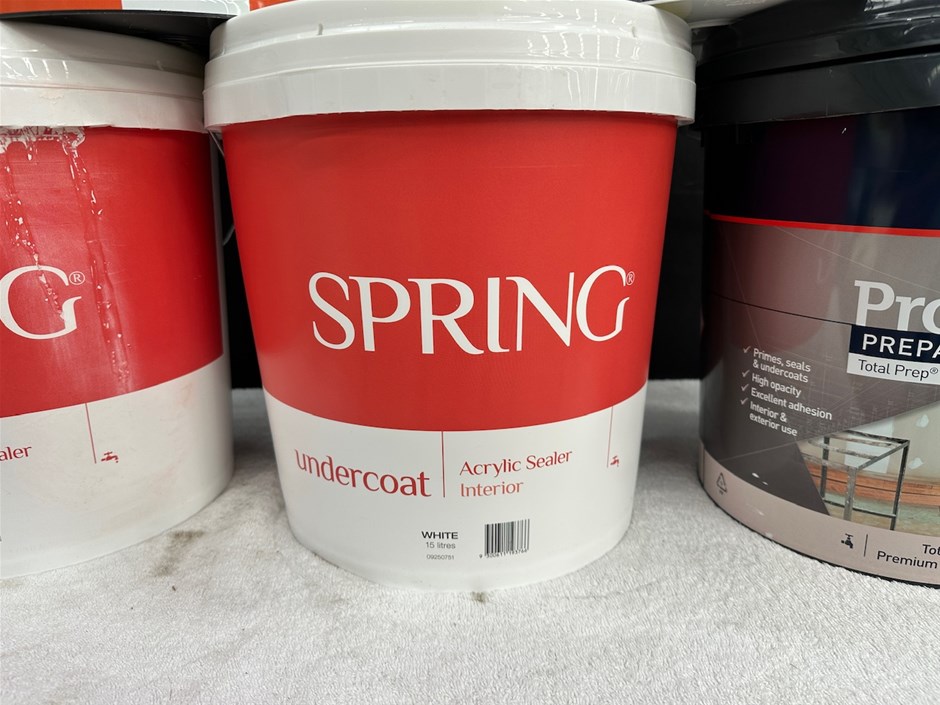 G®
aler
SPRING®
undercoat
Acrylic Sealer
Interior
WHITE
15 litres
Pro
PREPA
Total Prep®
✓ Primes, seals
& undercoats
✓ High opacity
✓ Excellent adhesion
✓ Interior &
exterior use
Tot
Premium